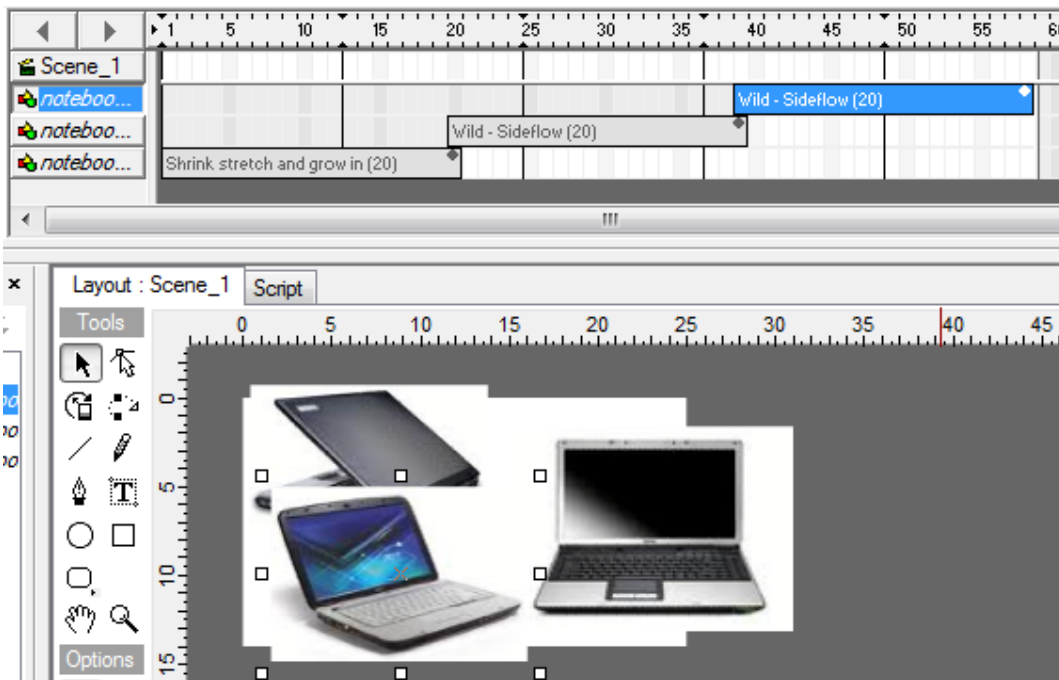 1 5 10 15 20 25 30 35 40 45 50 55
Scene_1
noteboo...
Wild - Sideflow (20)
noteboo...
Wild - Sideflow (20)
noteboo...
Shrink stretch and grow in (20)
Layout : Scene_1 Script
Tools
0 5 10 15 20 25 30 35 40 45
0
5
10
15
Options